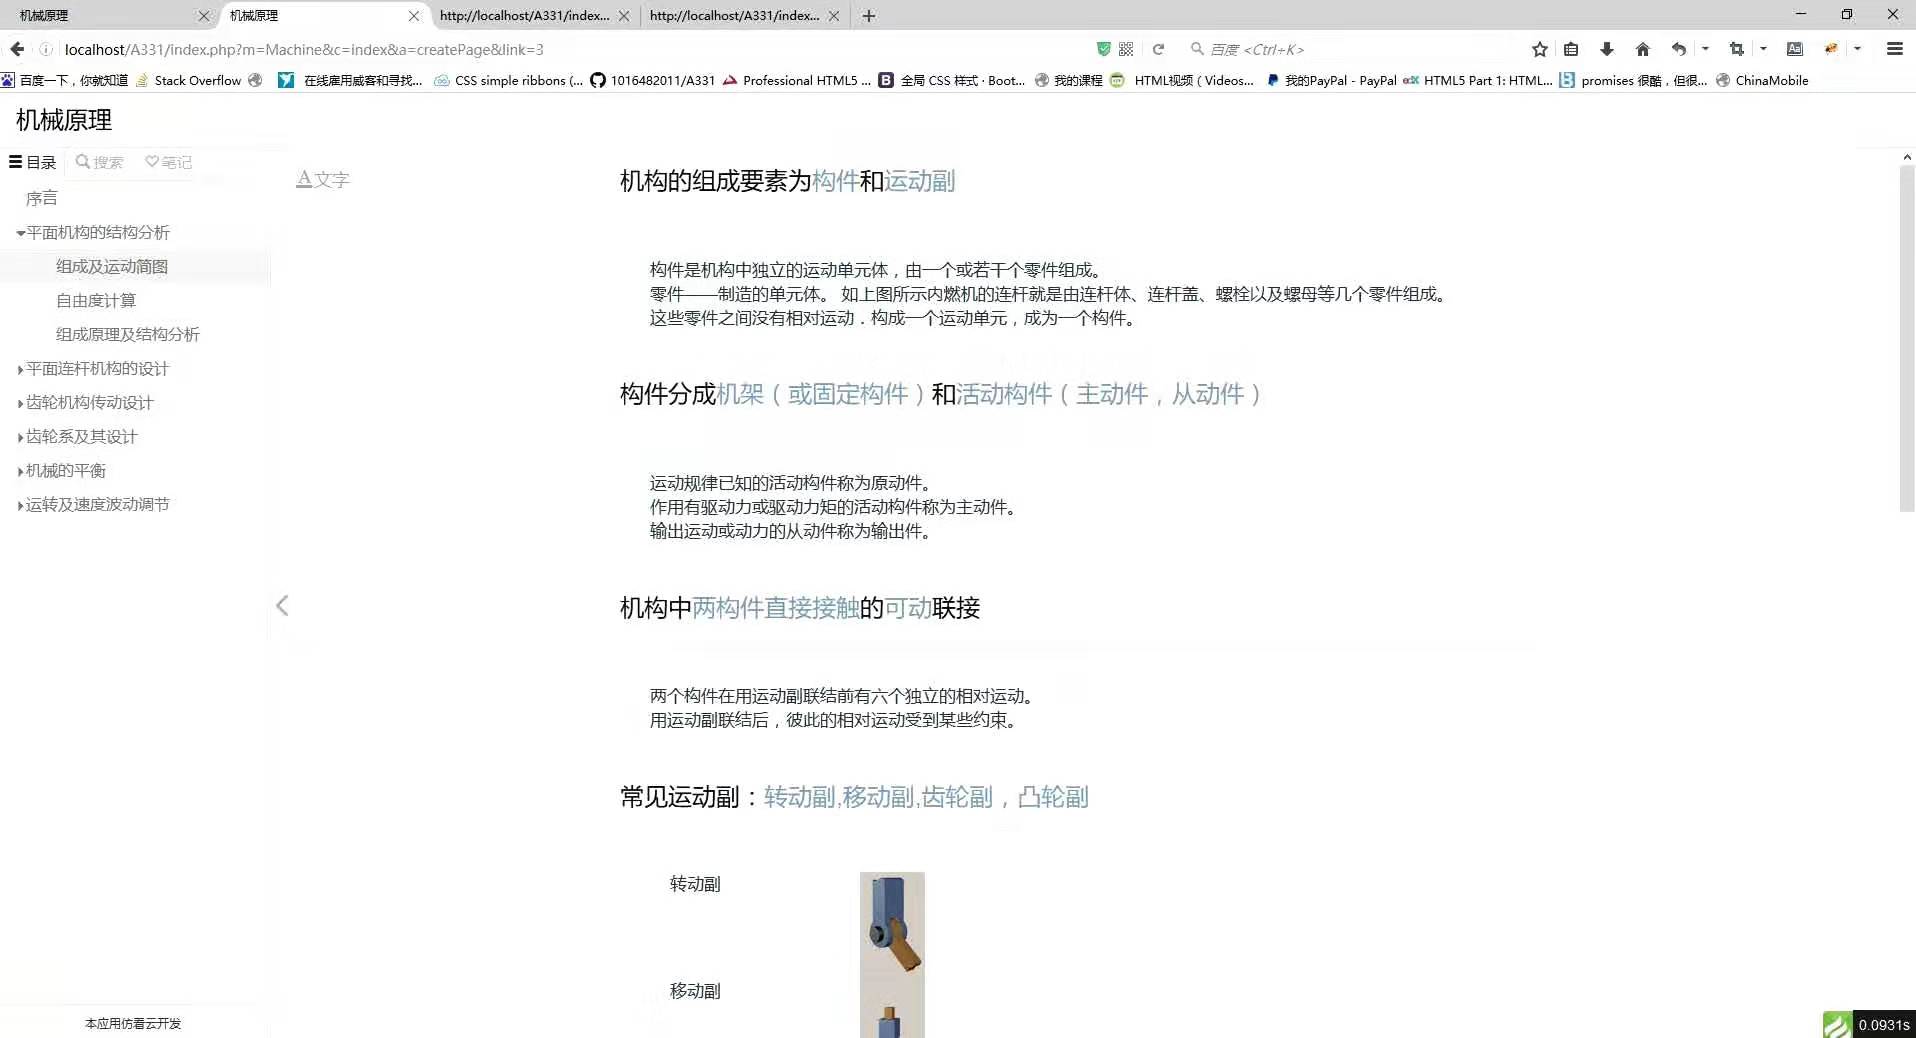 机械原理
机械原理
http://localhost/A331/index...
http://localhost/A331/index...
localhost/A331/index.php?m=Machine&c=index&a=createPage&link=3
百度 <Ctrl+K>
百度一下，你就知道
Stack Overflow
在线雇用威客和寻找...
CSS simple ribbons (...
1016482011/A331
Professional HTML5 ...
全局 CSS 样式 · Boot...
我的课程
HTML视频 ( Videos...
我的PayPal - PayPal
HTML5 Part 1: HTML...
promises 很酷，但很...
ChinaMobile
机械原理
目录 搜索 笔记
序言
平面机构的结构分析
组成及运动简图
自由度计算
组成原理及结构分析
平面连杆机构的设计
齿轮机构传动设计
齿轮系及其设计
机械的平衡
运转及速度波动调节
本应用仿看云开发
A文字
机构的组成要素为构件和运动副
构件是机构中独立的运动单元体，由一个或若干个零件组成。
零件——制造的单元体。 如上图所示内燃机的连杆就是由连杆体、连杆盖、螺栓以及螺母等几个零件组成。
这些零件之间没有相对运动．构成一个运动单元，成为一个构件。
构件分成机架（或固定构件）和活动构件（主动件，从动件）
运动规律已知的活动构件称为原动件。
作用有驱动力或驱动力矩的活动构件称为主动件。
输出运动或动力的从动件称为输出件。
机构中两构件直接接触的可动联接
两个构件在用运动副联结前有六个独立的相对运动。
用运动副联结后，彼此的相对运动受到某些约束。
常见运动副：转动副,移动副,齿轮副，凸轮副
转动副
移动副
0.0931s